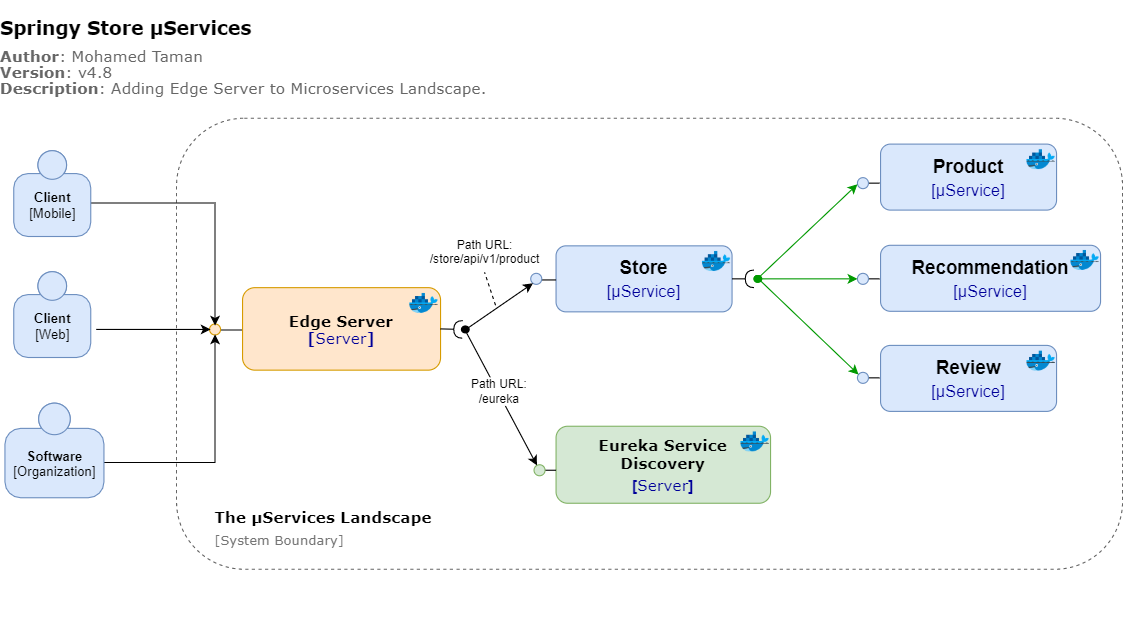 Springy Store µServices
Author: Mohamed Taman
Version: v4.8
Description: Adding Edge Server to Microservices Landscape.
Client
[Mobile]
Client
[Web]
Software
[Organization]
Edge Server
[Server]
Path URL:
/store/api/v1/product
Path URL:
/eureka
Store
[µService]
Eureka Service
Discovery
[Server]
Product
[µService]
Recommendation
[µService]
Review
[µService]
The µServices Landscape
[System Boundary]